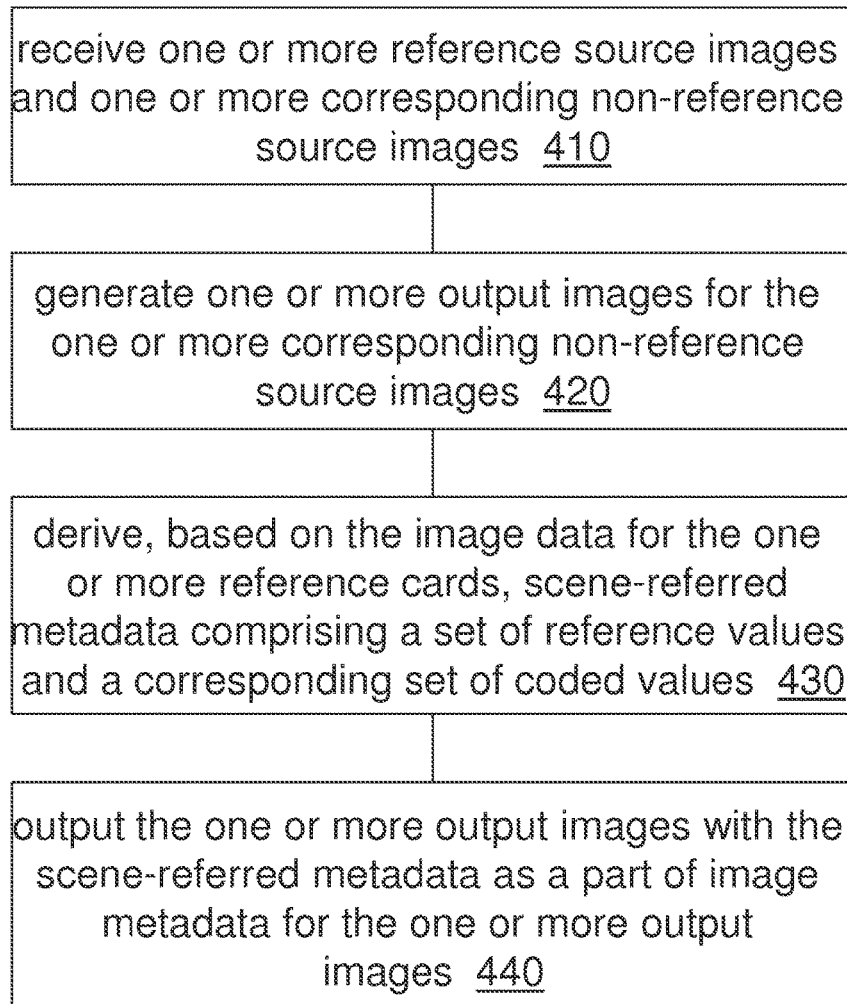 receive one or more reference source images
and one or more corresponding non-reference
source images 410
generate one or more output images for the
one or more corresponding non-reference
source images 420
derive, based on the image data for the one
or more reference cards, scene-referred
metadata comprising a set of reference values
and a corresponding set of coded values 430
output the one or more output images with the
scene-referred metadata as a part of image
metadata for the one or more output
images 440